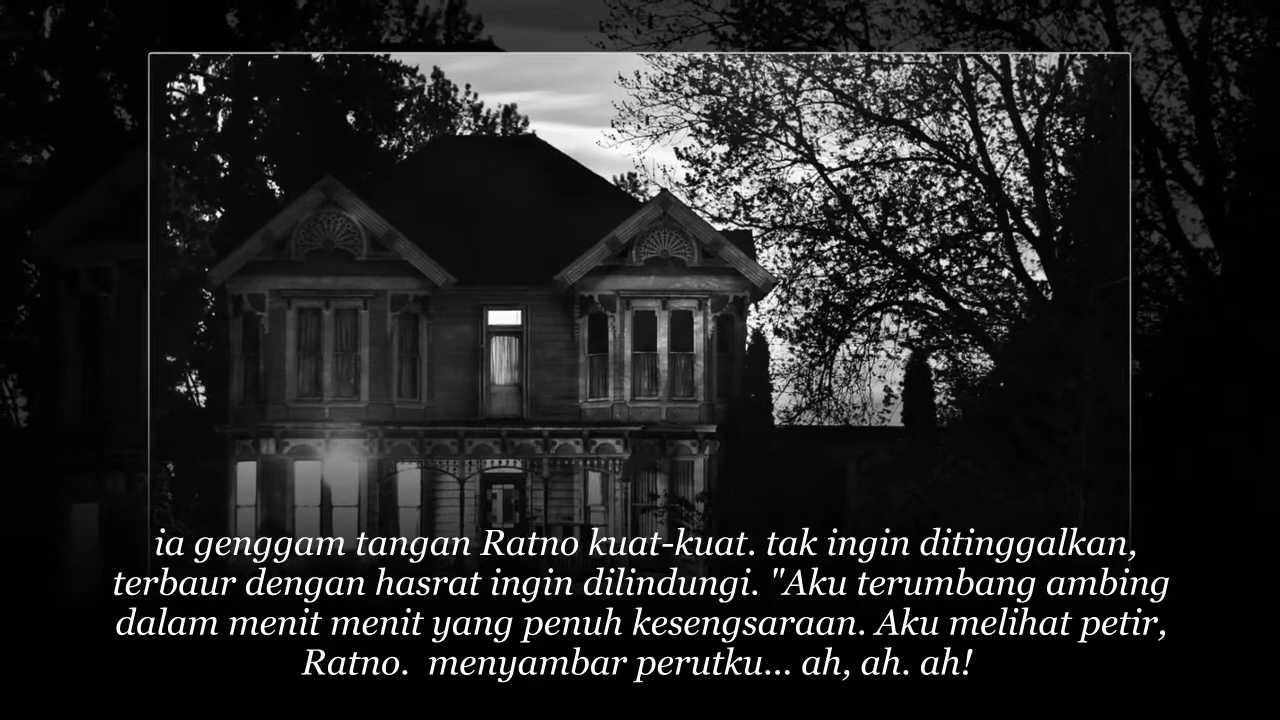 ia genggam tangan Ratno kuat-kuat. tak ingin ditinggalkan,
terbaur dengan hasrat ingin dilindungi. "Aku terumbang ambing
dalam menit menit yang penuh kesengsaraan. Aku melihat petir,
Ratno.  menyambar perutku... ah, ah. ah!